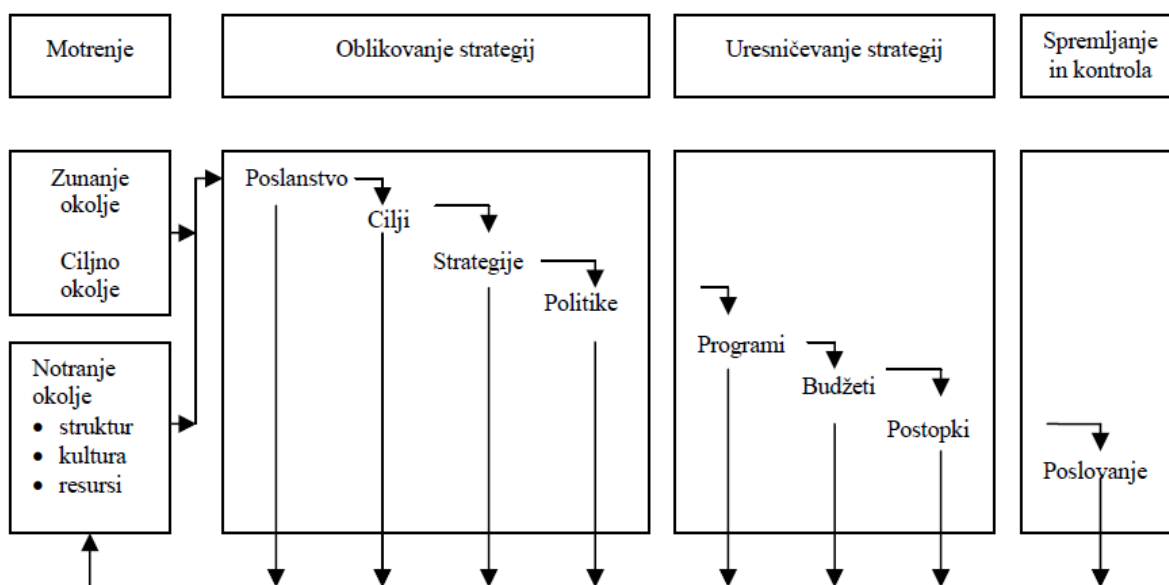 Motrenje
Oblikovanje strategij
Uresničevanje strategij
Spremljanje
in kontrola
Zunanje
okolje
Ciljno
okolje
Notranje
okolje
• struktur
• kultura
• resursi
Poslanstvo
Cilji
Strategije
Politike
Programi
Budžeti
Postopki
Poslovanje